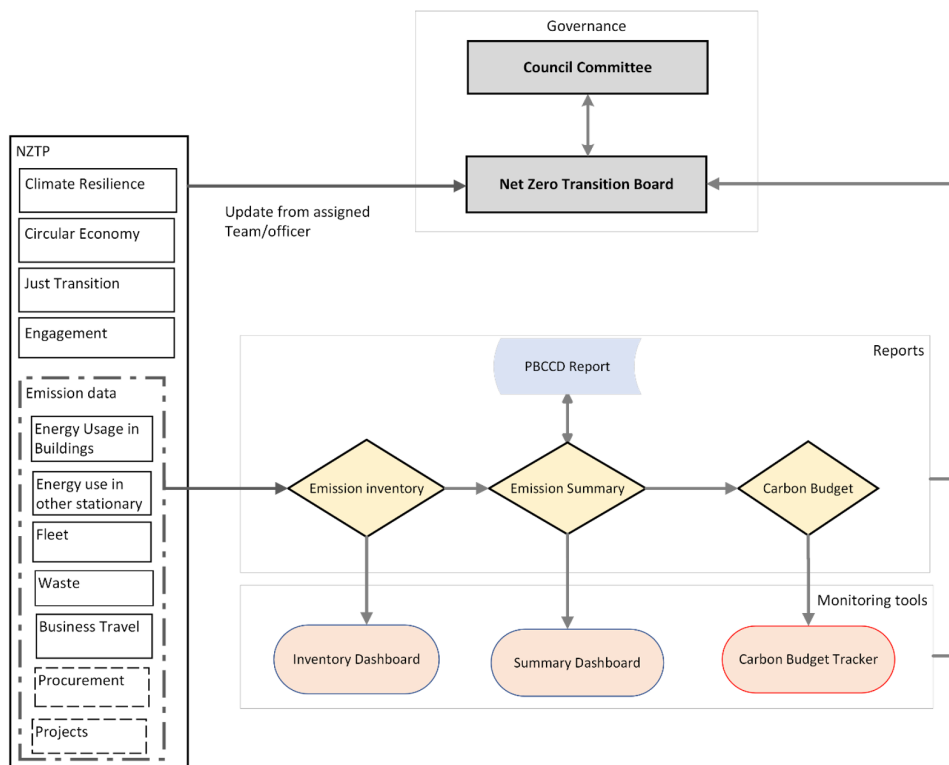 Governance
Council Committee
Net Zero Transition Board
NZTP
Climate Resilience
Circular Economy
Just Transition
Engagement
Update from assigned
Team/officer
Emission data
Energy Usage in
Buildings
Energy use in
other stationary
Fleet
Waste
Business Travel
Procurement
Projects
Reports
PBCCD Report
Emission inventory
Emission Summary
Carbon Budget
Monitoring tools
Inventory Dashboard
Summary Dashboard
Carbon Budget Tracker